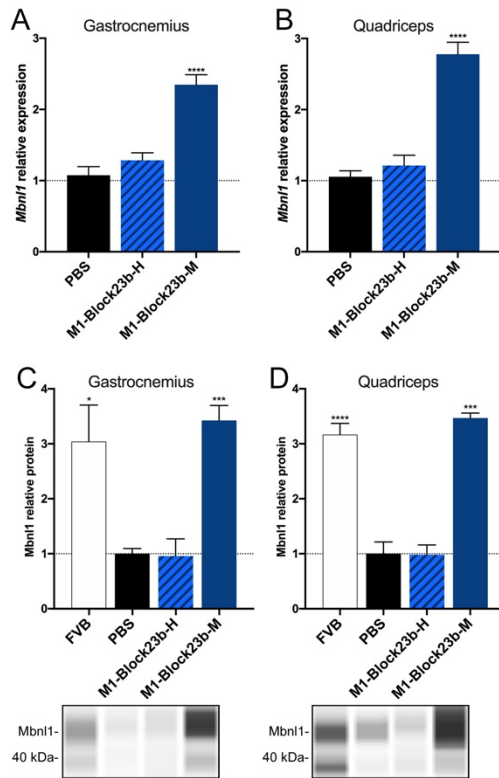 A
Gastrocnemius
Mbnl1 relative expression
3
2
1
0
****
PBS
M1-Block23b-H
M1-Block23b-M
B
Quadriceps
Mbnl1 relative expression
3
2
1
0
****
PBS
M1-Block23b-H
M1-Block23b-M
C
Gastrocnemius
Mbnl1 relative protein
4
3
2
1
0
*
***
FVB
PBS
M1-Block23b-H
M1-Block23b-M
Mbnl1-
40 kDa-
D
Quadriceps
Mbnl1 relative protein
4
3
2
1
0
****
***
FVB
PBS
M1-Block23b-H
M1-Block23b-M
Mbnl1-
40 kDa-